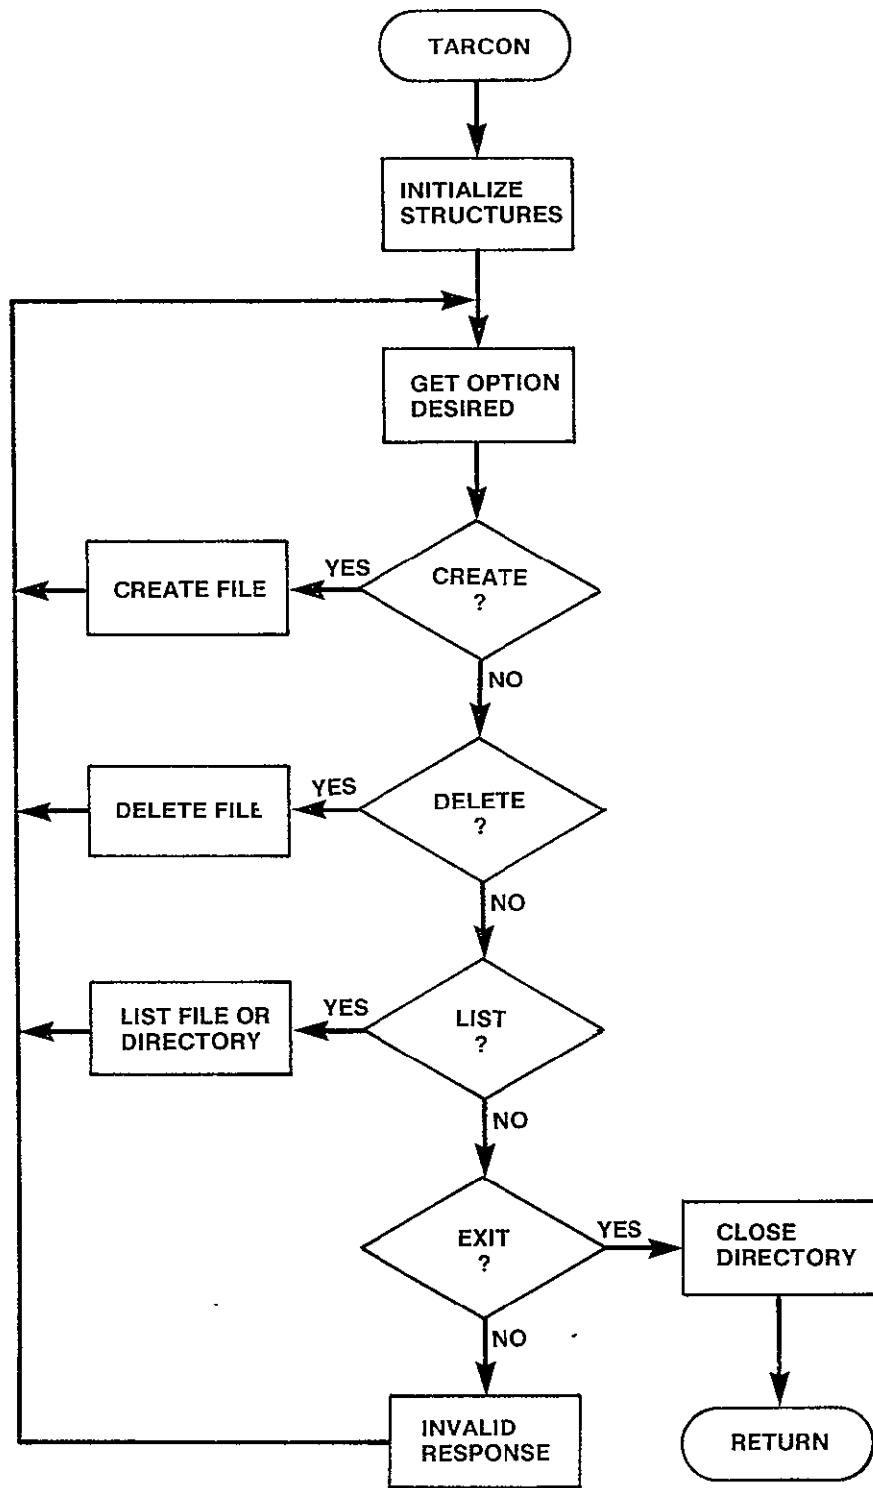 TARCON
INITIALIZE
STRUCTURES
GET OPTION
DESIRED
CREATE
?
YES
CREATE FILE
NO
DELETE
?
YES
DELETE FILE
NO
LIST
?
YES
LIST FILE OR
DIRECTORY
NO
EXIT
?
YES
CLOSE
DIRECTORY
NO
INVALID
RESPONSE
RETURN